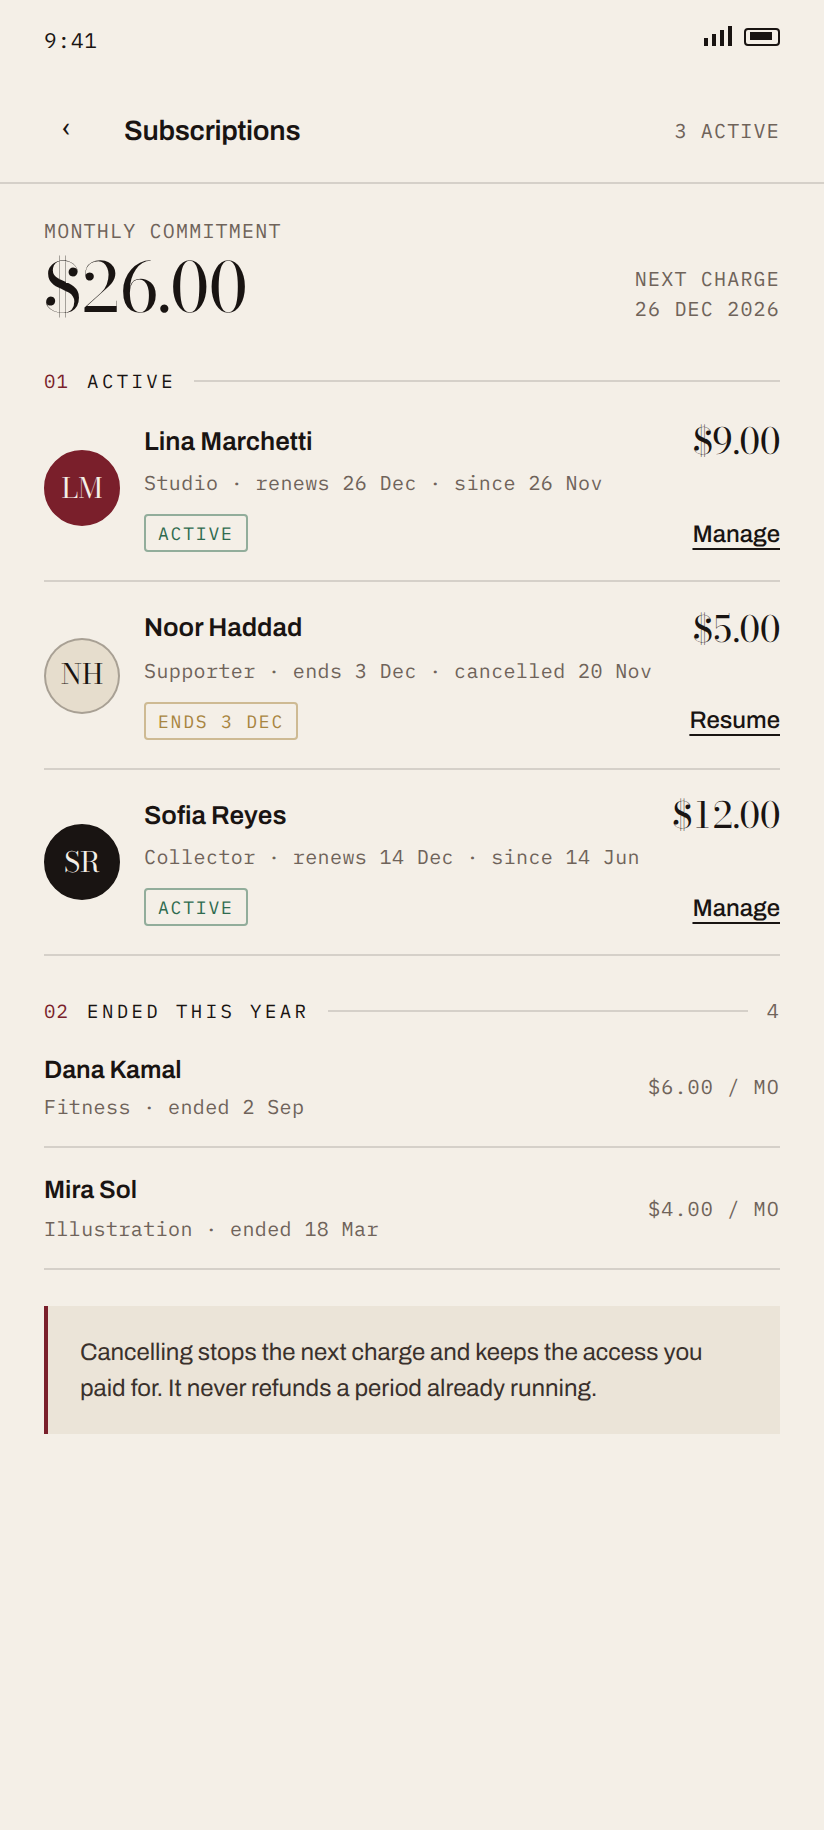 9:41
‹ Subscriptions 3 ACTIVE
MONTHLY COMMITMENT
$26.00
NEXT CHARGE
26 DEC 2026
01 ACTIVE
LM
Lina Marchetti $9.00
Studio · renews 26 Dec · since 26 Nov
ACTIVE Manage
NH
Noor Haddad $5.00
Supporter · ends 3 Dec · cancelled 20 Nov
ENDS 3 DEC Resume
SR
Sofia Reyes $12.00
Collector · renews 14 Dec · since 14 Jun
ACTIVE Manage
02 ENDED THIS YEAR 4
Dana Kamal
Fitness · ended 2 Sep
$6.00 / MO
Mira Sol
Illustration · ended 18 Mar
$4.00 / MO
Cancelling stops the next charge and keeps the access you
paid for. It never refunds a period already running.